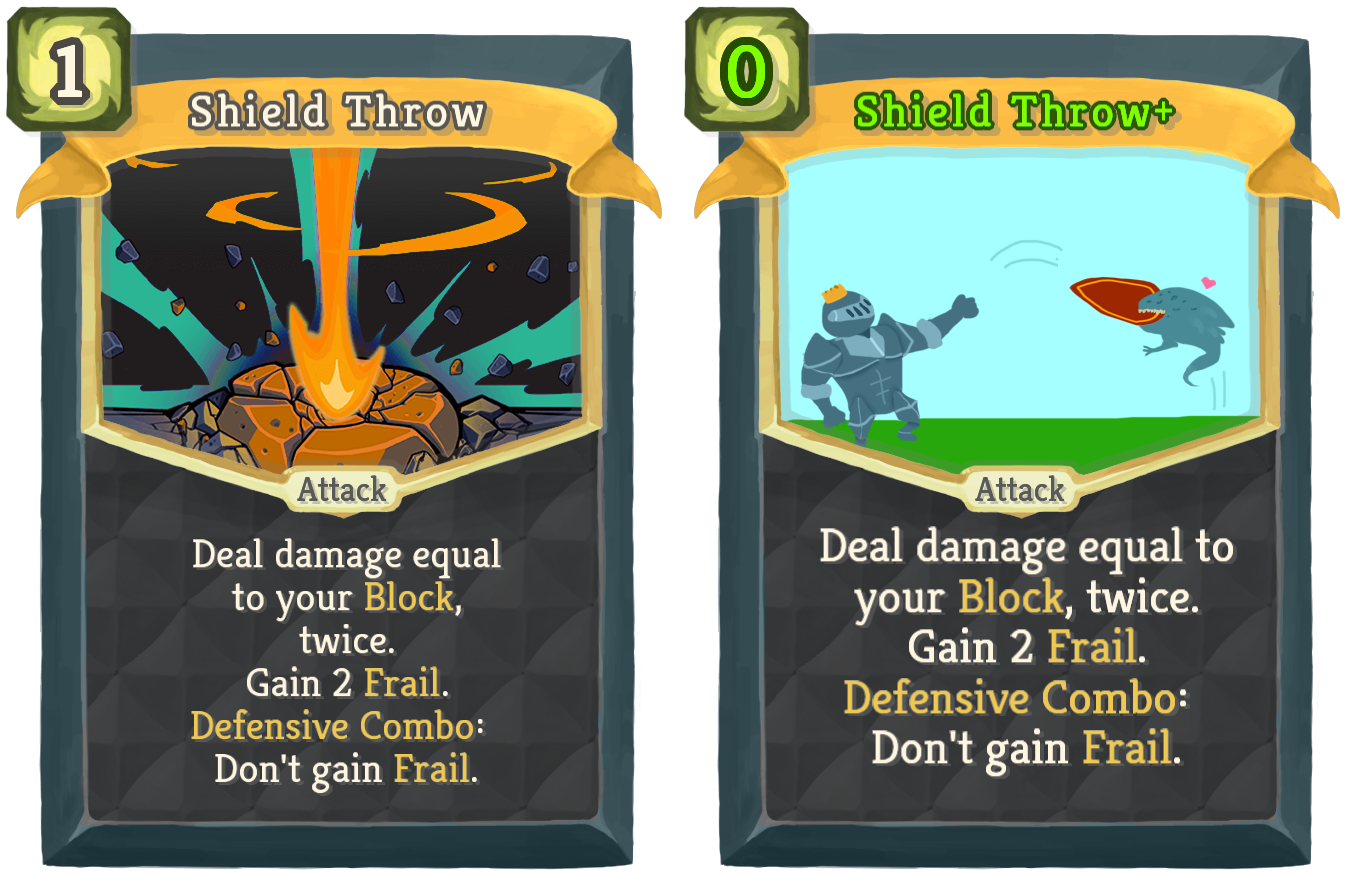 1
Shield Throw
Attack
Deal damage equal
to your Block,
twice.
Gain 2 Frail.
Defensive Combo:
Don't gain Frail.
0
Shield Throw+
Attack
Deal damage equal to
your Block, twice.
Gain 2 Frail.
Defensive Combo:
Don't gain Frail.